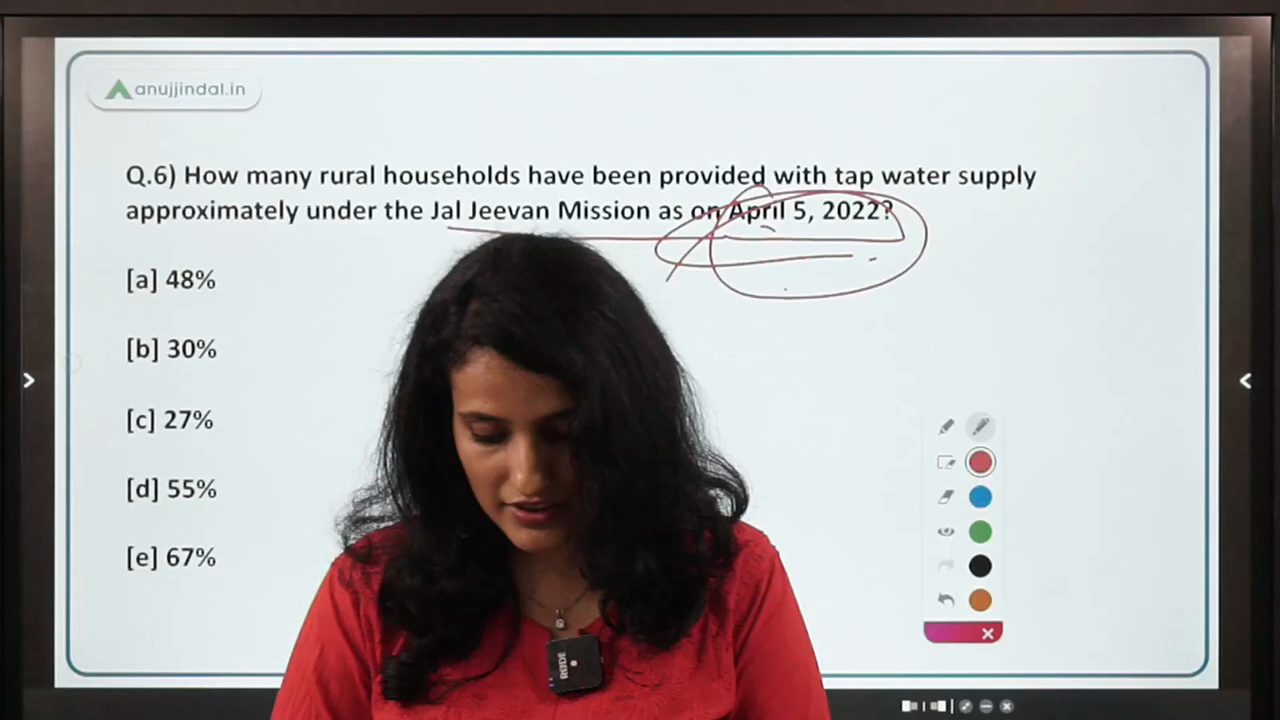 anujjindal.in
Q.6) How many rural households have been provided with tap water supply
approximately under the Jal Jeevan Mission as on April 5, 2022?
[a] 48%
[b] 30%
[c] 27%
[d] 55%
[e] 67%
RØDE